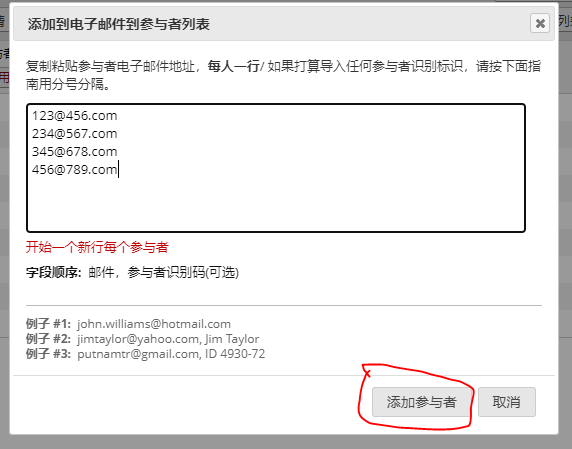 添加到电子邮件到参与者列表
复制粘贴参与者电子邮件地址，每人一行/ 如果打算导入任何参与者识别标识，请按下面指
南用分号分隔。
123@456.com
234@567.com
345@678.com
456@789.com
开始一个新行每个参与者
字段顺序: 邮件，参与者识别码(可选)
例子 #1: john.williams@hotmail.com
例子 #2: jimtaylor@yahoo.com, Jim Taylor
例子 #3: putnamtr@gmail.com, ID 4930-72
添加参与者
取消